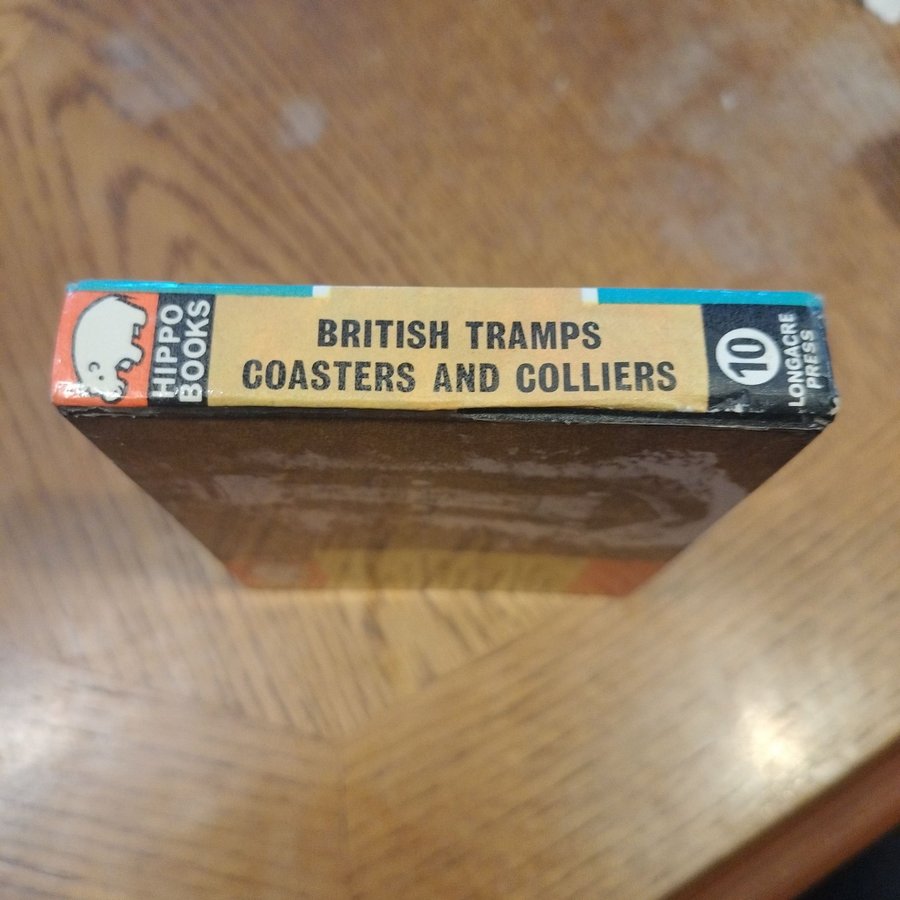 HIPPO
BOOKS
BRITISH TRAMPS
COASTERS AND COLLIERS
10
LONGACRE
PRESS